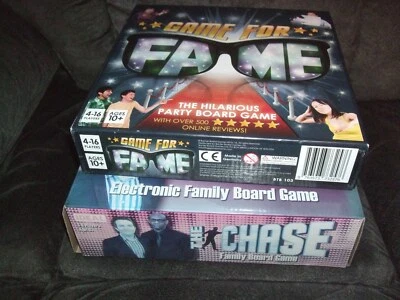 GAME FOR
FAME
4-16
PLAYERS
AGES
10+
THE HILARIOUS
PARTY BOARD GAME
WITH OVER 500
ONLINE REVIEWS!
4-16
PLAYERS
AGES
10+
GAME FOR
FAME
CE
WARNING
Electronic Family Board Game
THE CHASE
Family Board Game